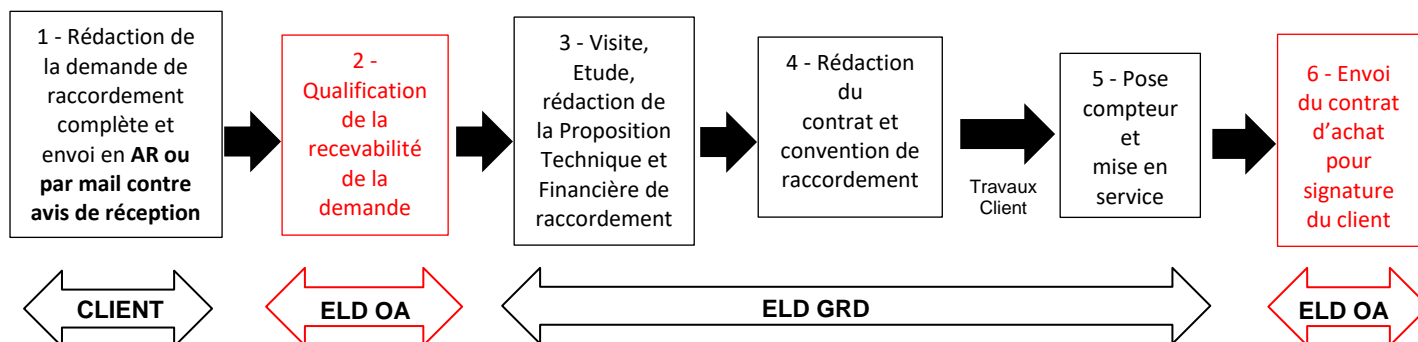 1 - Rédaction de
la demande de
raccordement
complète et
envoi en AR ou
par mail contre
avis de réception
2 -
Qualification
de la
recevabilité
de la
demande
3 - Visite,
Etude,
rédaction de
la Proposition
Technique et
Financière de
raccordement
4 - Rédaction
du
contrat et
convention de
raccordement
Travaux
Client
5 - Pose
compteur
et
mise en
service
6 - Envoi
du contrat
d’achat
pour
signature
du client
CLIENT
ELD OA
ELD GRD
ELD OA